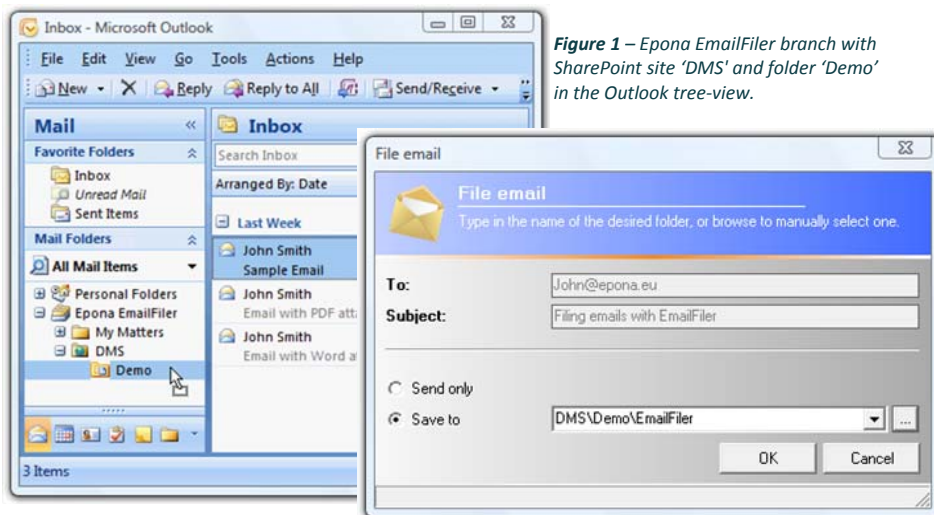 Inbox - Microsoft Outlook
File Edit View Go Tools Actions Help
New Reply Reply to All Send/Receive
Mail
Favorite Folders
Inbox
Unread Mail
Sent Items
Mail Folders
All Mail Items
Personal Folders
Epona EmailFiler
My Matters
DMS
Demo
3 Items
Inbox
Search Inbox
Arranged By: Date
Last Week
John Smith
Sample Email
John Smith
Email with PDF att
John Smith
Email with Word a
Figure 1 – Epona EmailFiler branch with
SharePoint site ‘DMS' and folder ‘Demo’
in the Outlook tree-view.
File email
File email
Type in the name of the desired folder, or browse to manually select one.
To: John@epona.eu
Subject: Filing emails with EmailFiler
Send only
Save to DMS\Demo\EmailFiler ...
OK Cancel